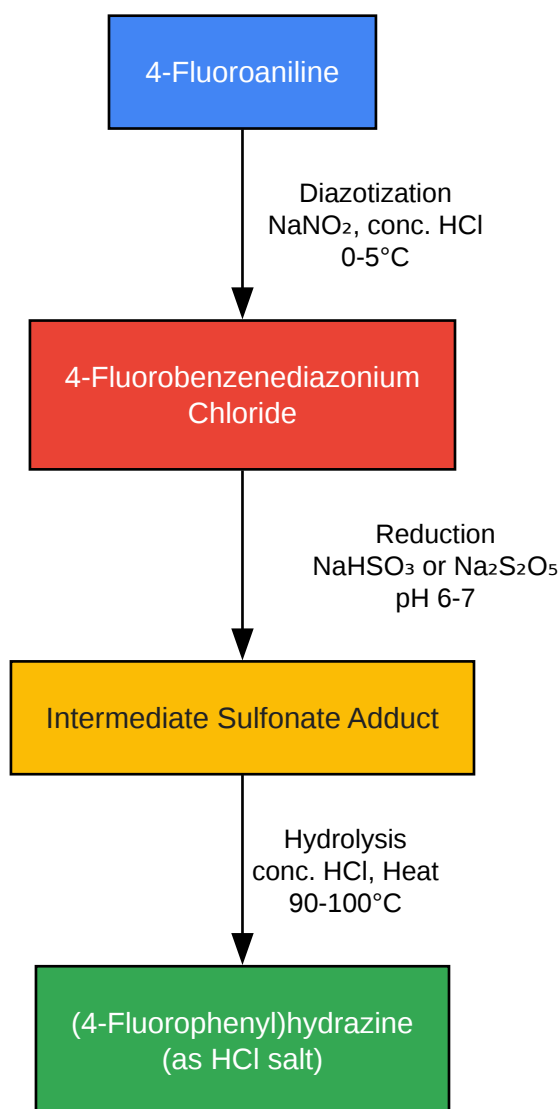 4-Fluoroaniline
Diazotization
NaNO₂, conc. HCl
0-5°C
4-Fluorobenzenediazonium
Chloride
Reduction
NaHSO₃ or Na₂S₂O₅
pH 6-7
Intermediate Sulfonate Adduct
Hydrolysis
conc. HCl, Heat
90-100°C
(4-Fluorophenyl)hydrazine
(as HCl salt)